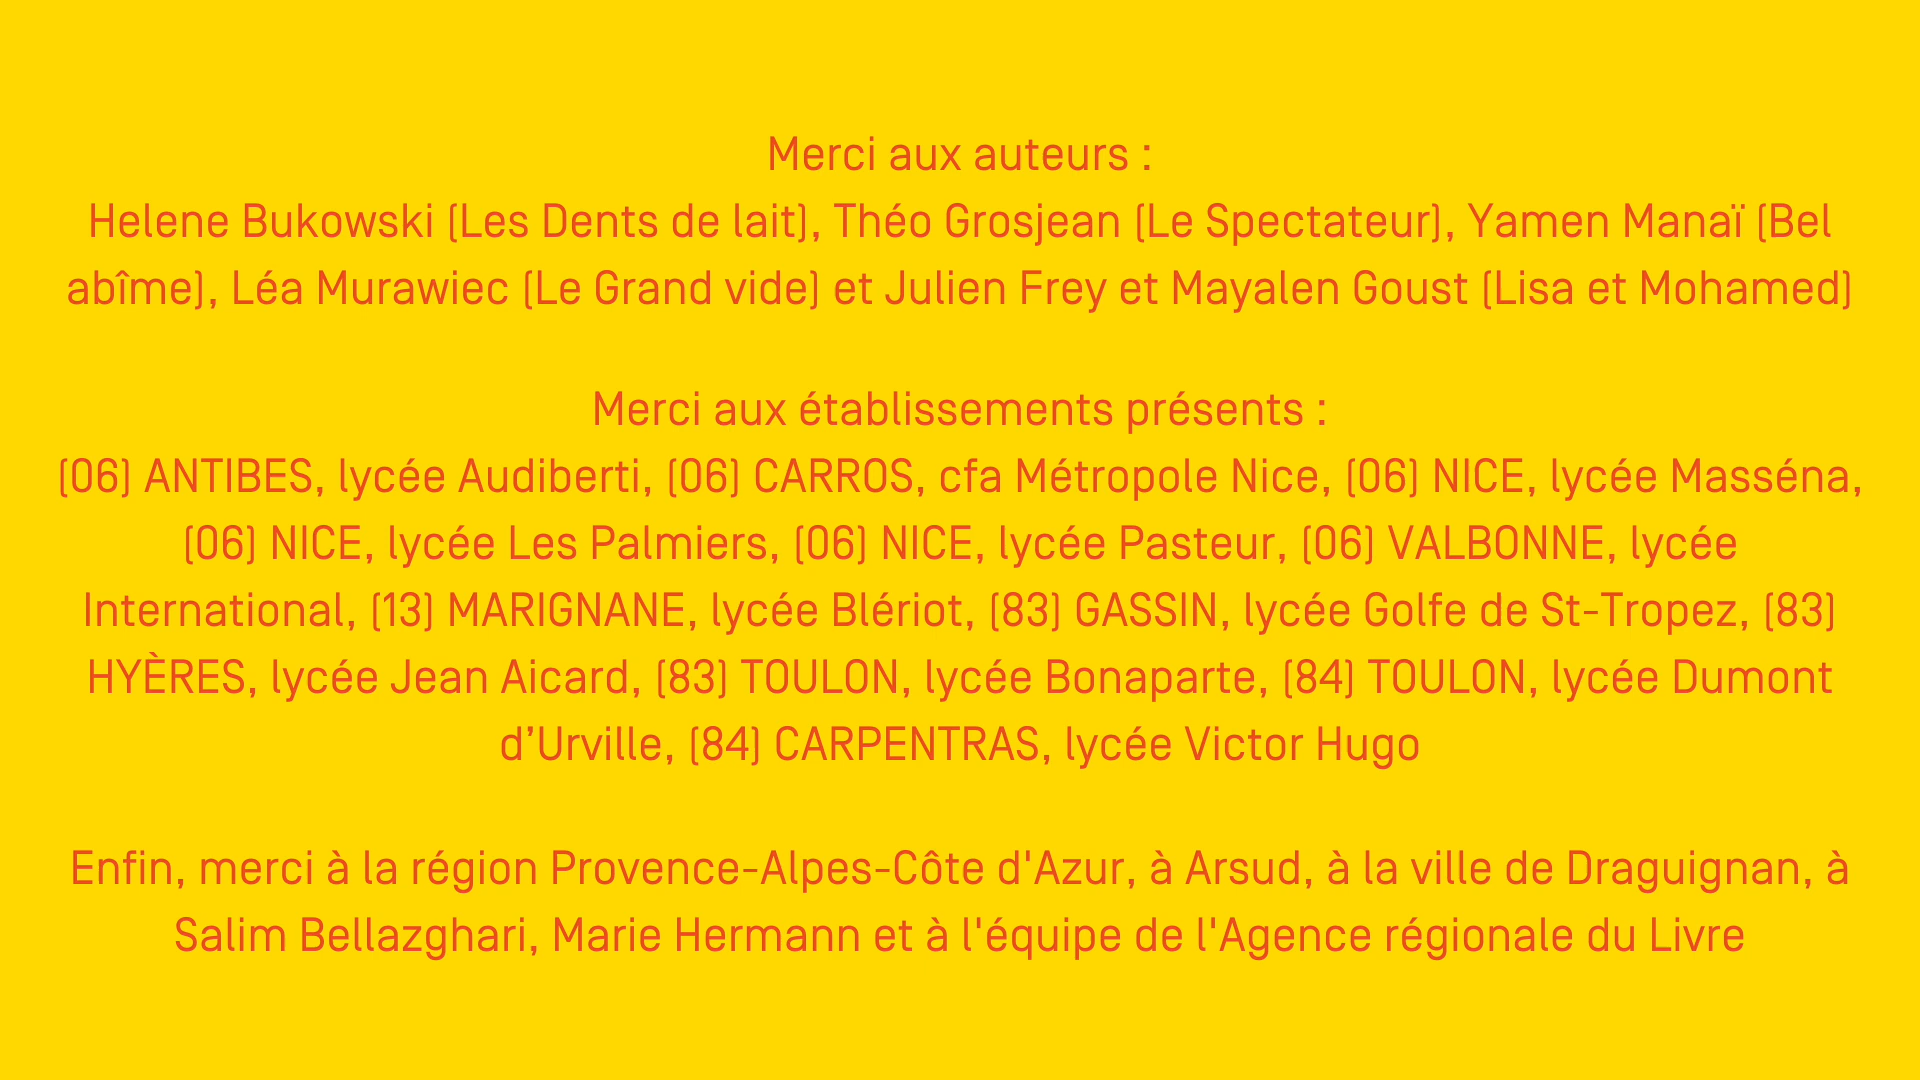 Merci aux auteurs :
Helene Bukowski (Les Dents de lait), Théo Grosjean (Le Spectateur), Yamen Manaï (Bel
abîme), Léa Murawiec (Le Grand vide) et Julien Frey et Mayalen Goust (Lisa et Mohamed)
Merci aux établissements présents :
(06) ANTIBES, lycée Audiberti, (06) CARROS, cfa Métropole Nice, (06) NICE, lycée Masséna,
(06) NICE, lycée Les Palmiers, (06) NICE, lycée Pasteur, (06) VALBONNE, lycée
International, (13) MARIGNANE, lycée Blériot, (83) GASSIN, lycée Golfe de St-Tropez, (83)
HYÈRES, lycée Jean Aicard, (83) TOULON, lycée Bonaparte, (84) TOULON, lycée Dumont
d’Urville, (84) CARPENTRAS, lycée Victor Hugo
Enfin, merci à la région Provence-Alpes-Côte d'Azur, à Arsud, à la ville de Draguignan, à
Salim Bellazghari, Marie Hermann et à l'équipe de l'Agence régionale du Livre